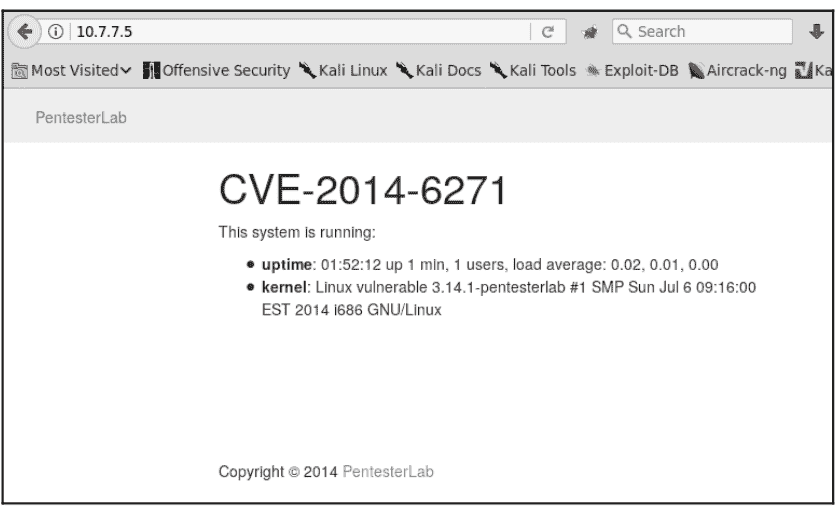 10.7.7.5 Search
Most Visited Offensive Security Kali Linux Kali Docs Kali Tools Exploit-DB Aircrack-ng Ka
PentesterLab
CVE-2014-6271
This system is running:
• uptime: 01:52:12 up 1 min, 1 users, load average: 0.02, 0.01, 0.00
• kernel: Linux vulnerable 3.14.1-pentesterlab #1 SMP Sun Jul 6 09:16:00
EST 2014 i686 GNU/Linux
Copyright © 2014 PentesterLab